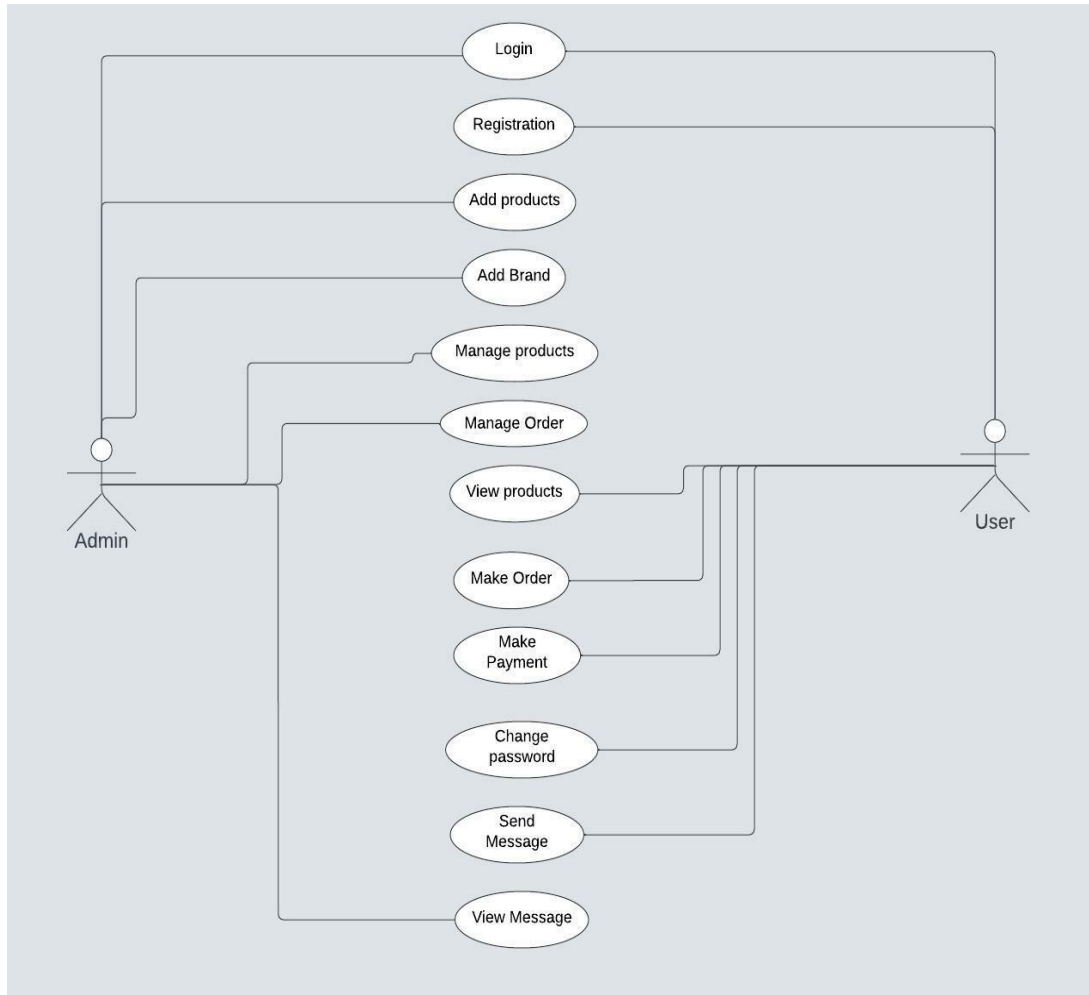 Login
Registration
Add products
Add Brand
Manage products
Manage Order
View products
Admin
User
Make Order
Make
Payment
Change
password
Send
Message
View Message